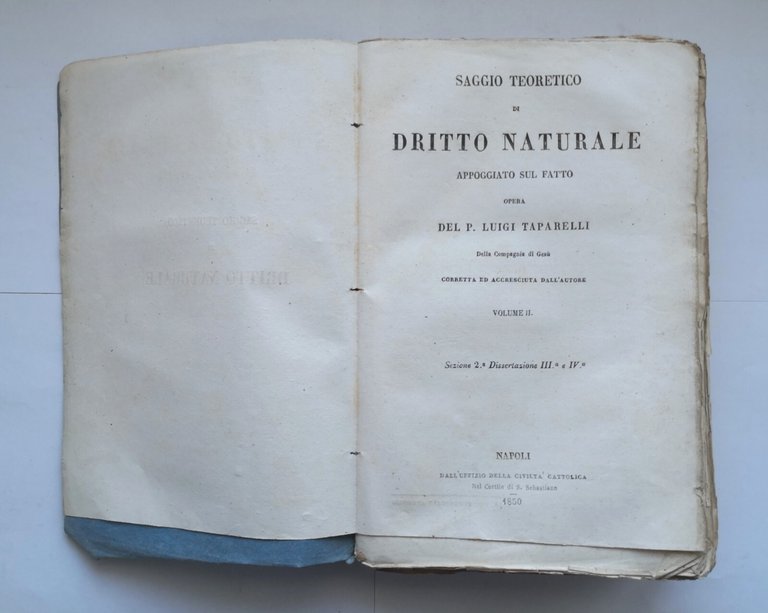 SAGGIO TEORETICO
DI
DRITTO NATURALE
APPOGGIATO SUL FATTO
OPERA
DEL P. LUIGI TAPARELLI
Della Compagnia di Gesù
CORRETTA ED ACCRESCIUTA DALL'AUTORE
VOLUME II.
Sezione 2.ª Dissertazione III.ª e IV.ª
NAPOLI
DALL'UFFIZIO DELLA CIVILTA' CATTOLICA
Nel Cortile di S. Sebastiano
1850